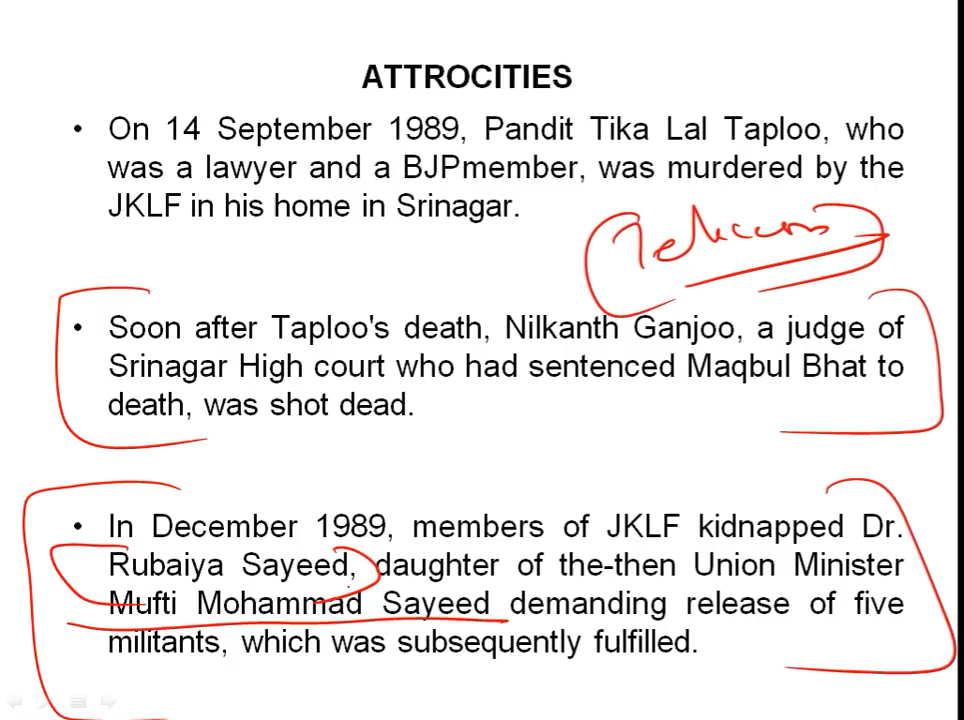 ATTROCITIES
• On 14 September 1989, Pandit Tika Lal Taploo, who
was a lawyer and a BJPmember, was murdered by the
JKLF in his home in Srinagar.
• Soon after Taploo's death, Nilkanth Ganjoo, a judge of
Srinagar High court who had sentenced Maqbul Bhat to
death, was shot dead.
• In December 1989, members of JKLF kidnapped Dr.
Rubaiya Sayeed, daughter of the-then Union Minister
Mufti Mohammad Sayeed demanding release of five
militants, which was subsequently fulfilled.